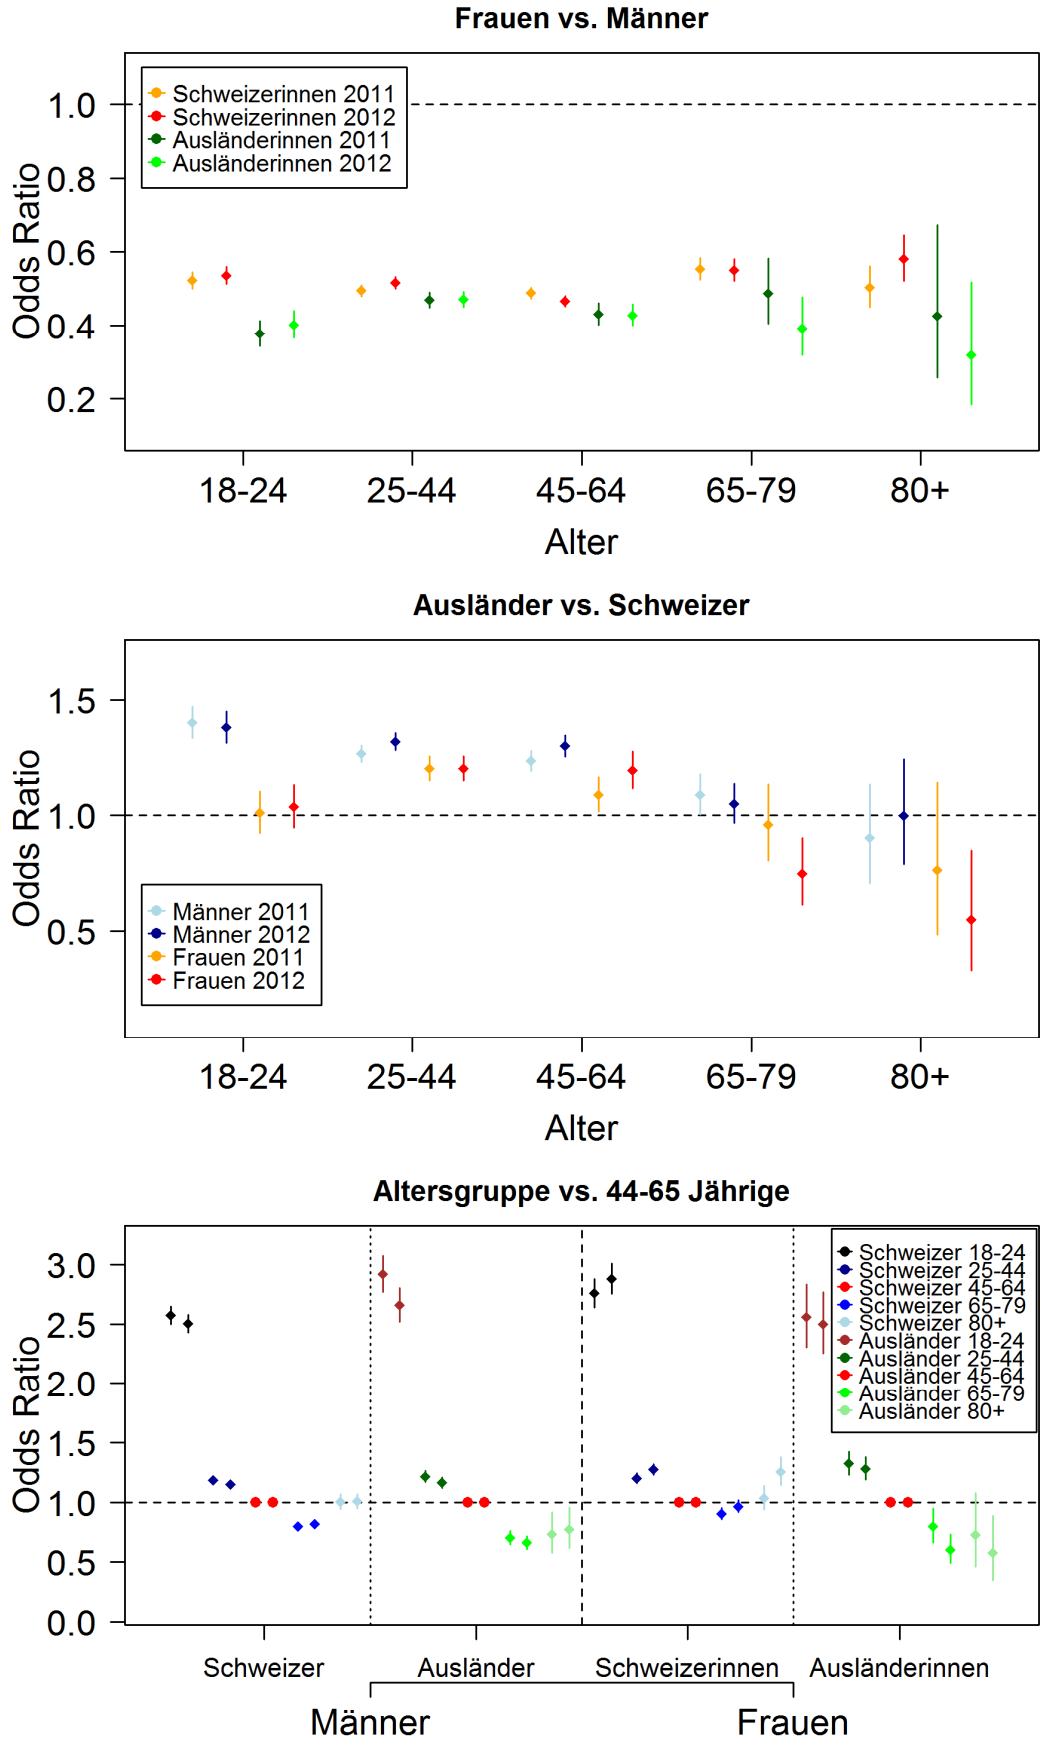 Frauen vs. Männer
Schweizerinnen 2011
Schweizerinnen 2012
Ausländerinnen 2011
Ausländerinnen 2012
1.0
0.8
0.6
0.4
0.2
Odds Ratio
18-24 25-44 45-64 65-79 80+
Alter
Ausländer vs. Schweizer
1.5
1.0
0.5
Odds Ratio
Männer 2011
Männer 2012
Frauen 2011
Frauen 2012
18-24 25-44 45-64 65-79 80+
Alter
Altersgruppe vs. 44-65 Jährige
Schweizer 18-24
Schweizer 25-44
Schweizer 45-64
Schweizer 65-79
Schweizer 80+
Ausländer 18-24
Ausländer 25-44
Ausländer 45-64
Ausländer 65-79
Ausländer 80+
3.0
2.5
2.0
1.5
1.0
0.5
0.0
Odds Ratio
Schweizer Ausländer Schweizerinnen Ausländerinnen
Männer Frauen